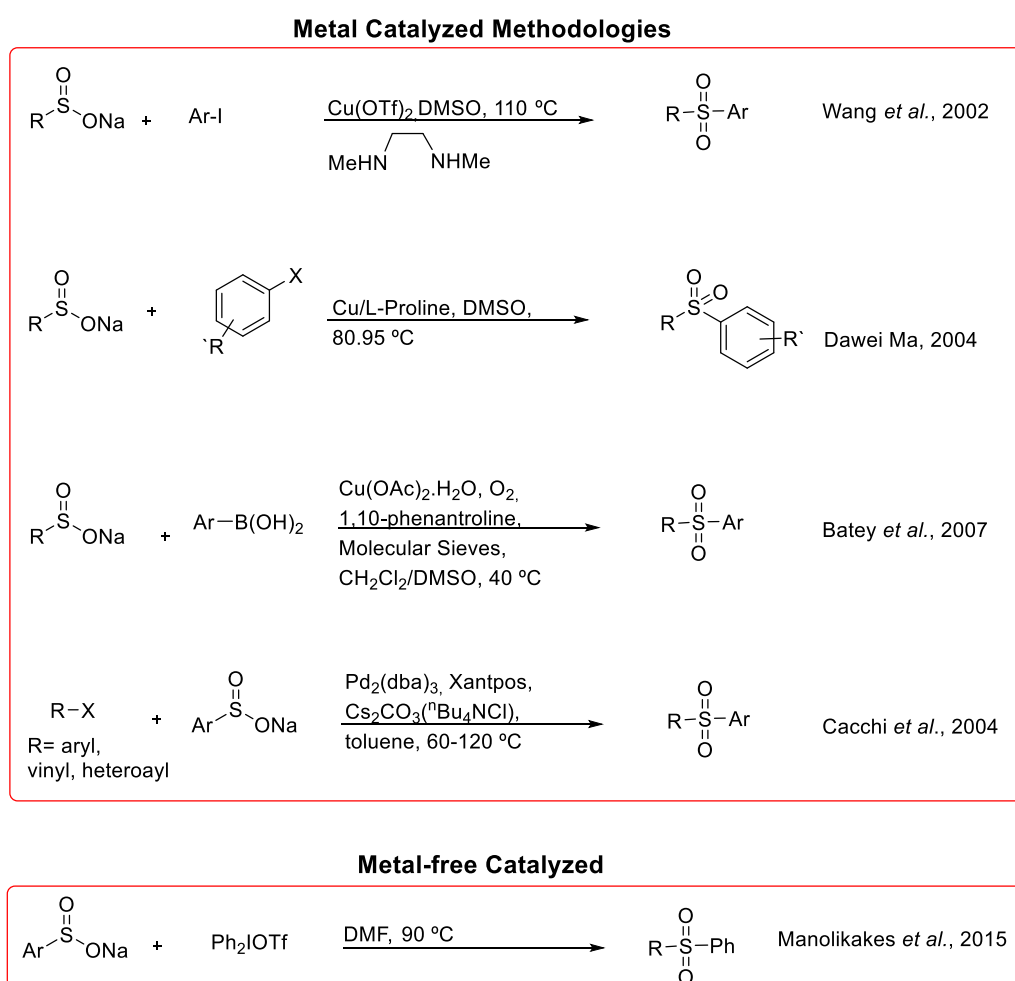 Metal Catalyzed Methodologies
O
R S ONa + Ar-I
Cu(OTf)2, DMSO, 110 ºC
MeHN NHMe
O
R-S-Ar
O
Wang et al., 2002
O
R S ONa + X
`R
Cu/L-Proline, DMSO,
80.95 ºC
O
R S O
R`
Dawei Ma, 2004
O
R S ONa + Ar-B(OH)2
Cu(OAc)2.H2O, O2,
1,10-phenantroline,
Molecular Sieves,
CH2Cl2/DMSO, 40 ºC
O
R-S-Ar
O
Batey et al., 2007
R-X
R= aryl,
vinyl, heteroayl
+
O
Ar S ONa
Pd2(dba)3, Xantpos,
Cs2CO3(nBu4NCl),
toluene, 60-120 ºC
O
R-S-Ar
O
Cacchi et al., 2004
Metal-free Catalyzed
O
Ar S ONa + Ph2IOTf
DMF, 90 ºC
O
R-S-Ph
O
Manolikakes et al., 2015